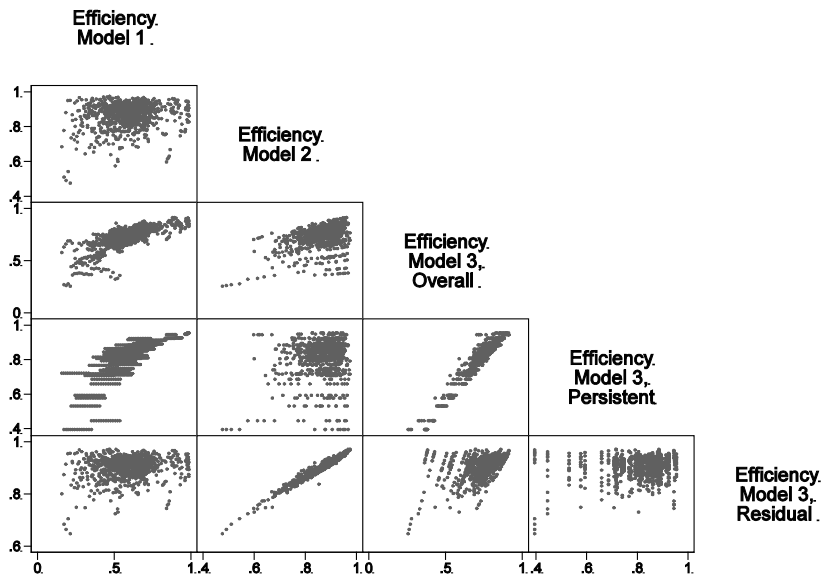 Efficiency.
Model 1 .
1.
.8
.6
.4
Efficiency.
Model 2 .
1
.5
0.
Efficiency.
Model 3,.
Overall .
1.
.8
.6
.4
Efficiency.
Model 3,.
Persistent.
1.
.8
.6
0. .5 1. .4 .6 .8 1. 0. .5 1. .4 .6 .8 1.
Efficiency.
Model 3,.
Residual .